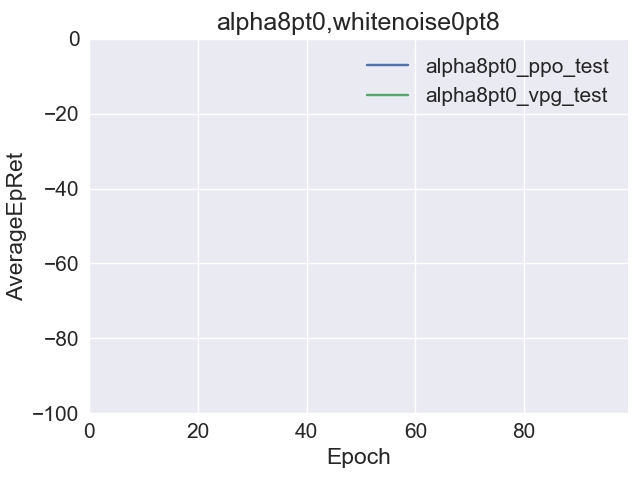 alpha8pt0,whitenoise0pt8
0
−20
−40
−60
−80
−100
AverageEpRet
alpha8pt0_ppo_test
alpha8pt0_vpg_test
0 20 40 60 80
Epoch